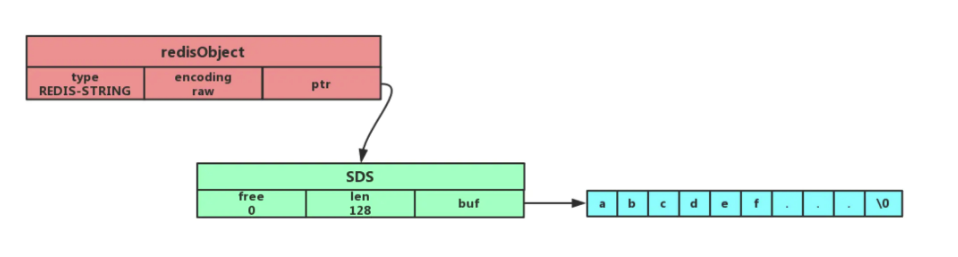 redisObject
type encoding ptr
REDIS-STRING raw
SDS
free len buf
0 128
a b c d e f . . . \0